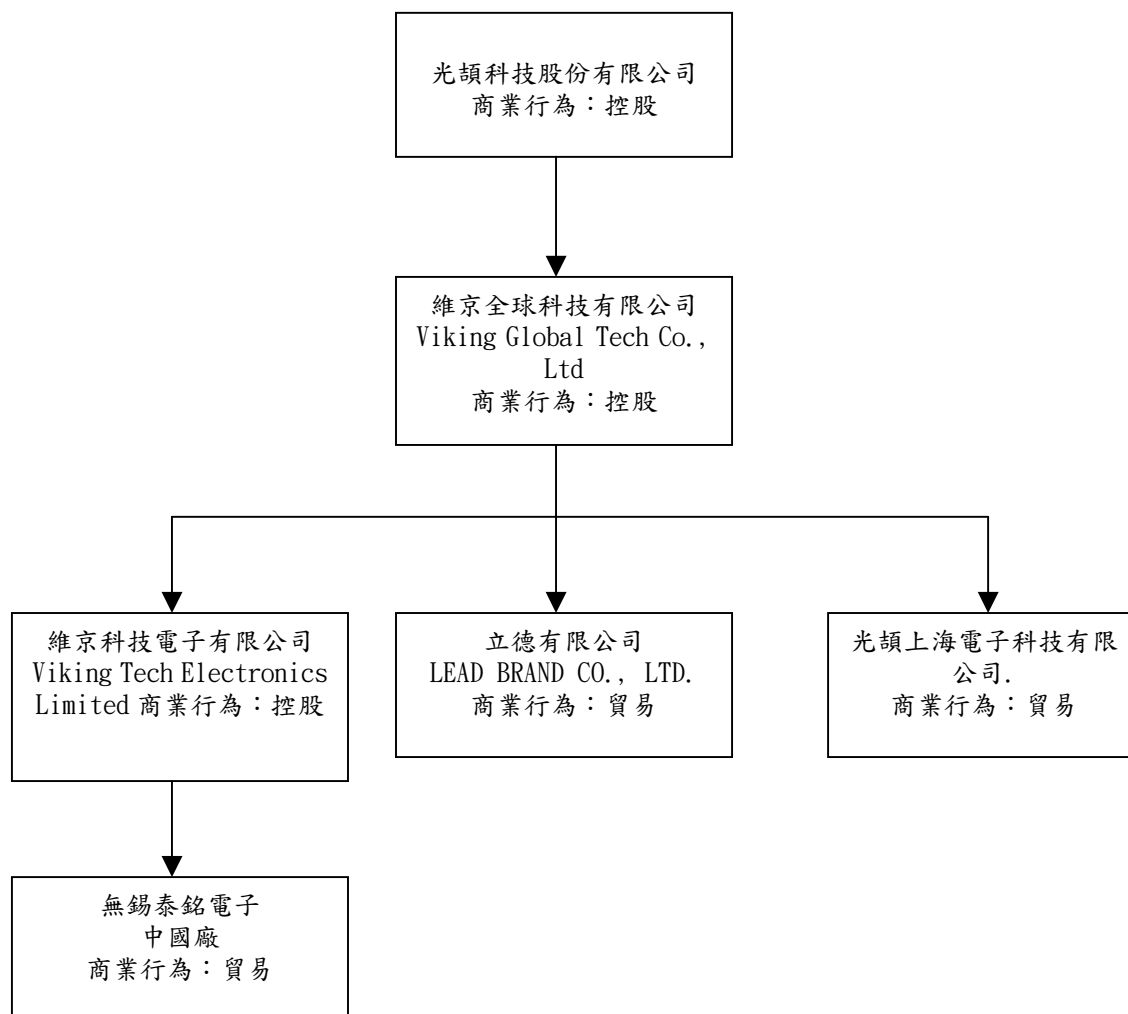 光頡科技股份有限公司
商業行為：控股
維京全球科技有限公司
Viking Global Tech Co.,
Ltd
商業行為：控股
維京科技電子有限公司
Viking Tech Electronics
Limited 商業行為：控股
立德有限公司
LEAD BRAND CO., LTD.
商業行為：貿易
光頡上海電子科技有限
公司.
商業行為：貿易
無錫泰銘電子
中國廠
商業行為：貿易